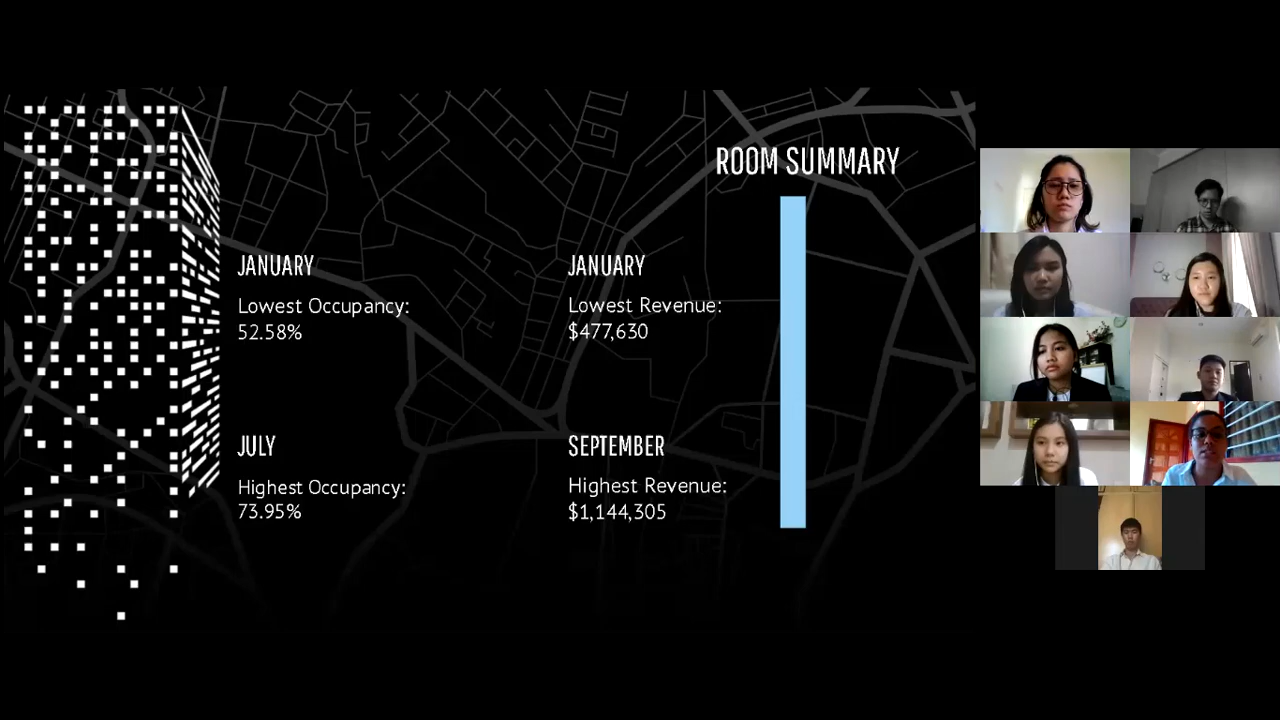 ROOM SUMMARY
JANUARY
Lowest Occupancy:
52.58%
JANUARY
Lowest Revenue:
$477,630
JULY
Highest Occupancy:
73.95%
SEPTEMBER
Highest Revenue:
$1,144,305